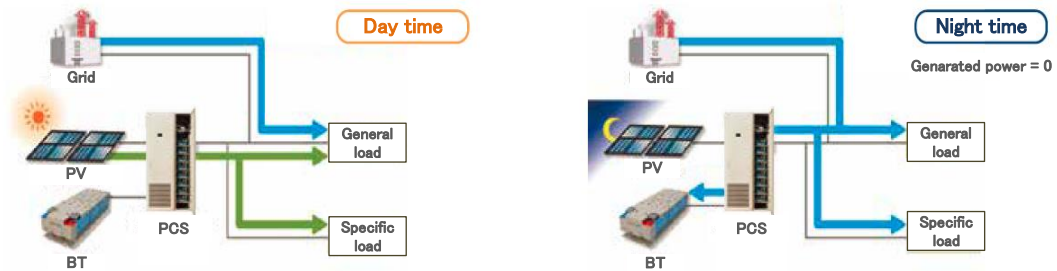 Day time
Grid
PV
BT
PCS
General
load
Specific
load
Night time
Genarated power = 0
Grid
PV
BT
PCS
General
load
Specific
load